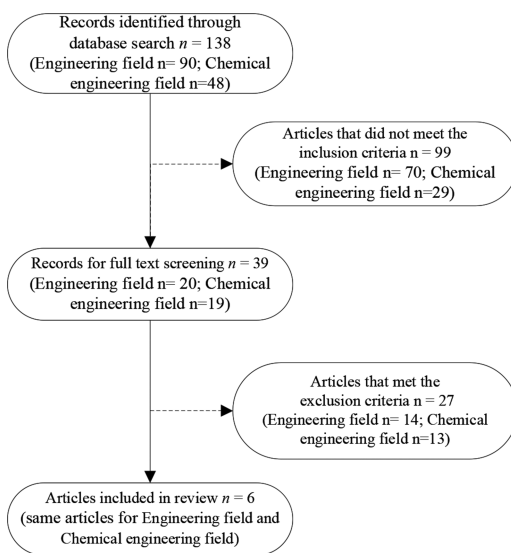 Records identified through
database search n = 138
(Engineering field n= 90; Chemical
engineering field n=48)
Articles that did not meet the
inclusion criteria n = 99
(Engineering field n= 70; Chemical
engineering field n=29)
Records for full text screening n = 39
(Engineering field n= 20; Chemical
engineering field n=19)
Articles that met the
exclusion criteria n = 27
(Engineering field n= 14; Chemical
engineering field n=13)
Articles included in review n = 6
(same articles for Engineering field and
Chemical engineering field)